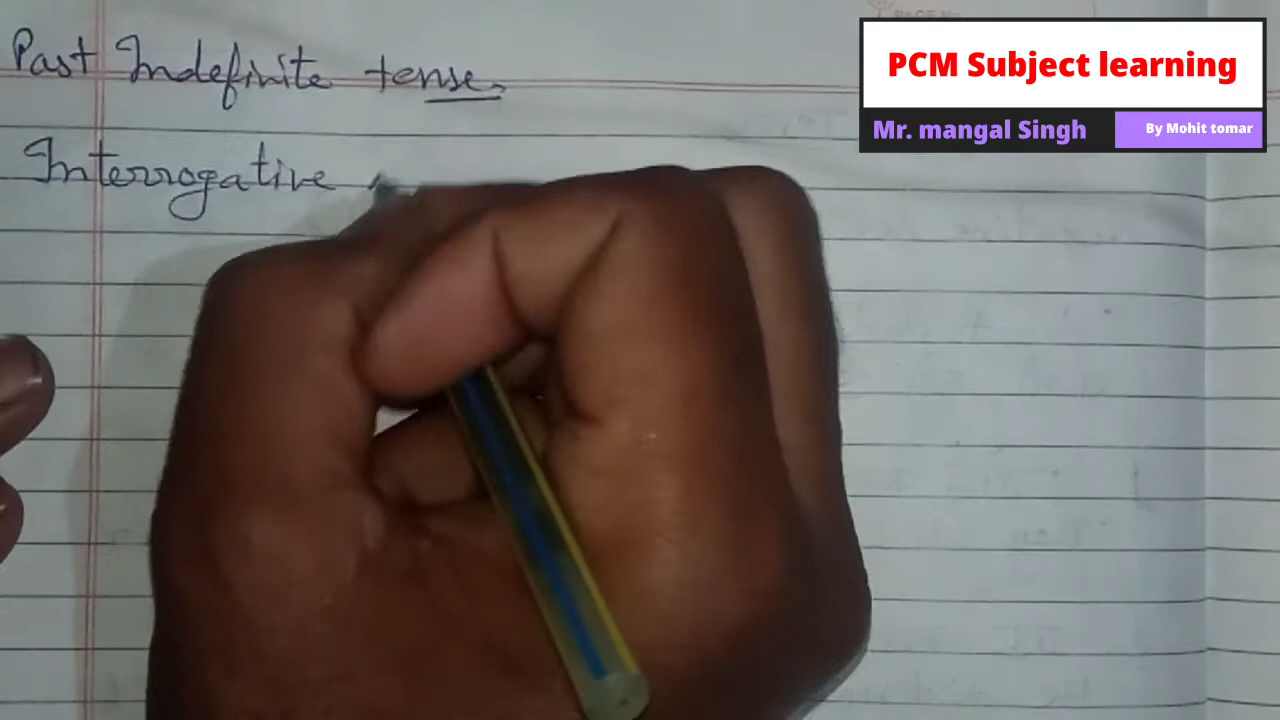 Past Indefinite tense.
Interrogative
PCM Subject learning
Mr. mangal Singh
By Mohit tomar